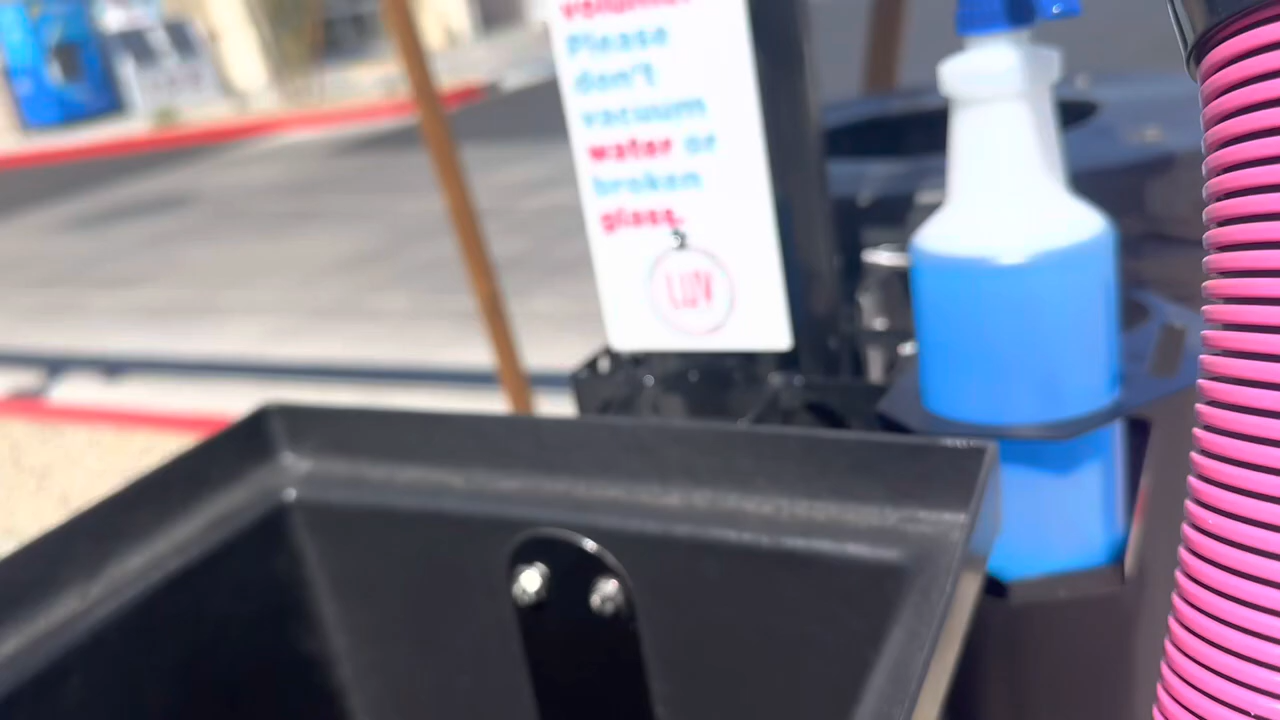 Please
don't
vacuum
water or
broken
glass.
LUV